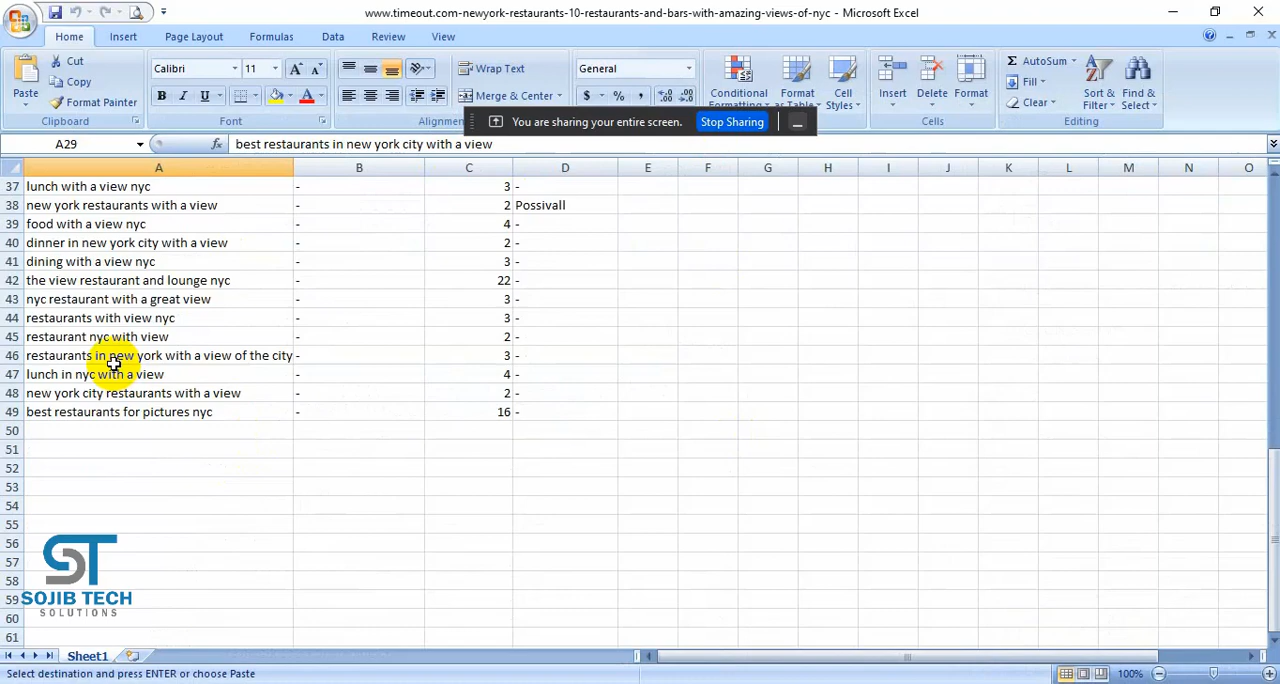 www.timeout.com-newyork-restaurants-10-restaurants-and-bars-with-amazing-views-of-nyc - Microsoft Excel
Home Insert Page Layout Formulas Data Review View
Paste Cut Copy Format Painter Clipboard
Calibri 11 B I U Font
Wrap Text Merge & Center Alignm
General $ % ,
Conditional Formatting Format as Table Cell Styles
Insert Delete Format Cells
AutoSum Fill Clear Sort & Filter Find & Select Editing
You are sharing your entire screen. Stop Sharing
A29 fx best restaurants in new york city with a view
A B C D E F G H I J K L M N O
37 lunch with a view nyc - 3 -
38 new york restaurants with a view - 2 Possivall
39 food with a view nyc - 4 -
40 dinner in new york city with a view - 2 -
41 dining with a view nyc - 3 -
42 the view restaurant and lounge nyc - 22 -
43 nyc restaurant with a great view - 3 -
44 restaurants with view nyc - 3 -
45 restaurant nyc with view - 2 -
46 restaurants in new york with a view of the city - 3 -
47 lunch in nyc with a view - 4 -
48 new york city restaurants with a view - 2 -
49 best restaurants for pictures nyc - 16 -
50
51
52
53
54
55
56
57
58
59
60
61
ST
SOJIB TECH
SOLUTIONS
Sheet1
Select destination and press ENTER or choose Paste 100%